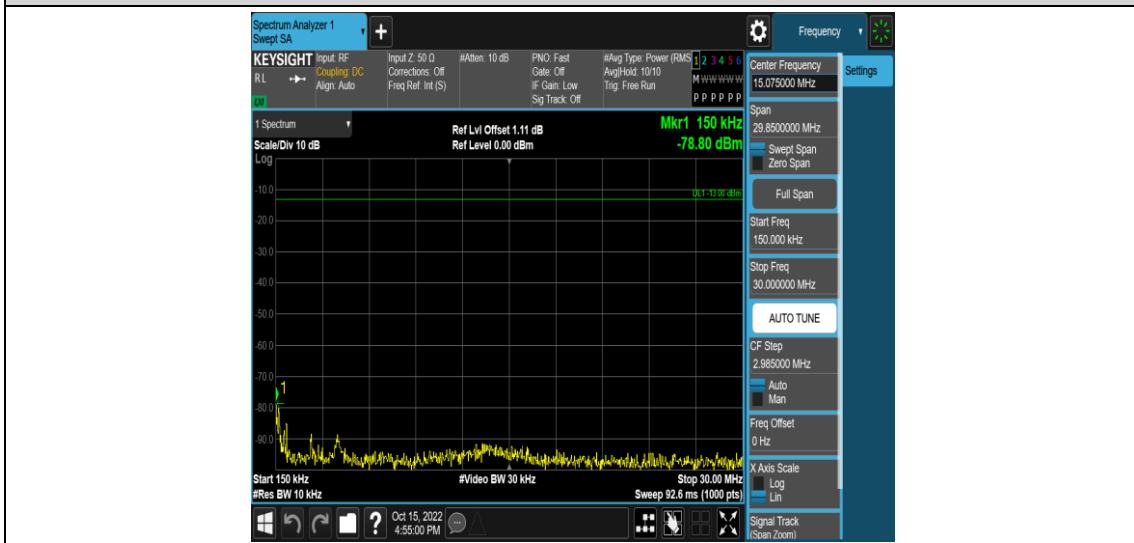 Spectrum Analyzer 1
Swept SA
+
Frequency
KEYSIGHT
RL
Input: RF
Coupling: DC
Align: Auto
Input Z: 50 Ω
Corrections: Off
Freq Ref: Int (S)
#Atten: 10 dB
PNO: Fast
Gate: Off
IF Gain: Low
Sig Track: Off
#Avg Type: Power (RMS
Avg|Hold: 10/10
Trig: Free Run
1 2 3 4 5 6
M W W W W W
P P P P P P
1 Spectrum
Scale/Div 10 dB
Ref Lvl Offset 1.11 dB
Ref Level 0.00 dBm
Mkr1 150 kHz
-78.80 dBm
Log
DL1 -13.00 dBm
-10.0
-20.0
-30.0
-40.0
-50.0
-60.0
-70.0
-80.0
-90.0
1
Start 150 kHz
#Res BW 10 kHz
#Video BW 30 kHz
Stop 30.00 MHz
Sweep 92.6 ms (1000 pts)
?
Oct 15, 2022
4:55:00 PM
Center Frequency
15.075000 MHz
Settings
Span
29.8500000 MHz
Swept Span
Zero Span
Full Span
Start Freq
150.000 kHz
Stop Freq
30.000000 MHz
AUTO TUNE
CF Step
2.985000 MHz
Auto
Man
Freq Offset
0 Hz
X Axis Scale
Log
Lin
Signal Track
(Span Zoom)